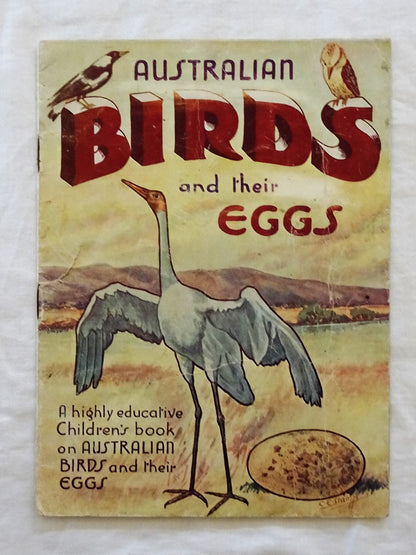 AUSTRALIAN
BIRDS
and their
EGGS
A highly educative
Children's book
on AUSTRALIAN
BIRDS and their
EGGS